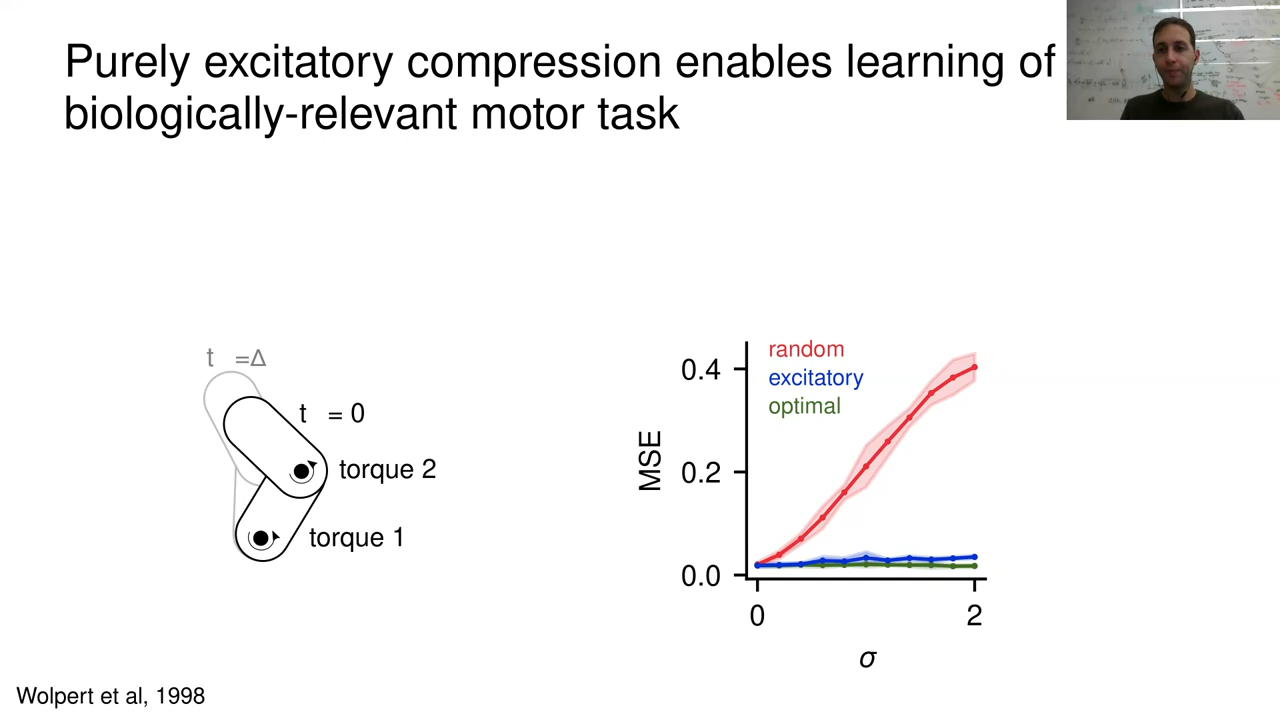 Purely excitatory compression enables learning of
biologically-relevant motor task
t =Δ
t = 0
torque 2
torque 1
random
excitatory
optimal
MSE
0.4
0.2
0.0
0
2
σ
Wolpert et al, 1998